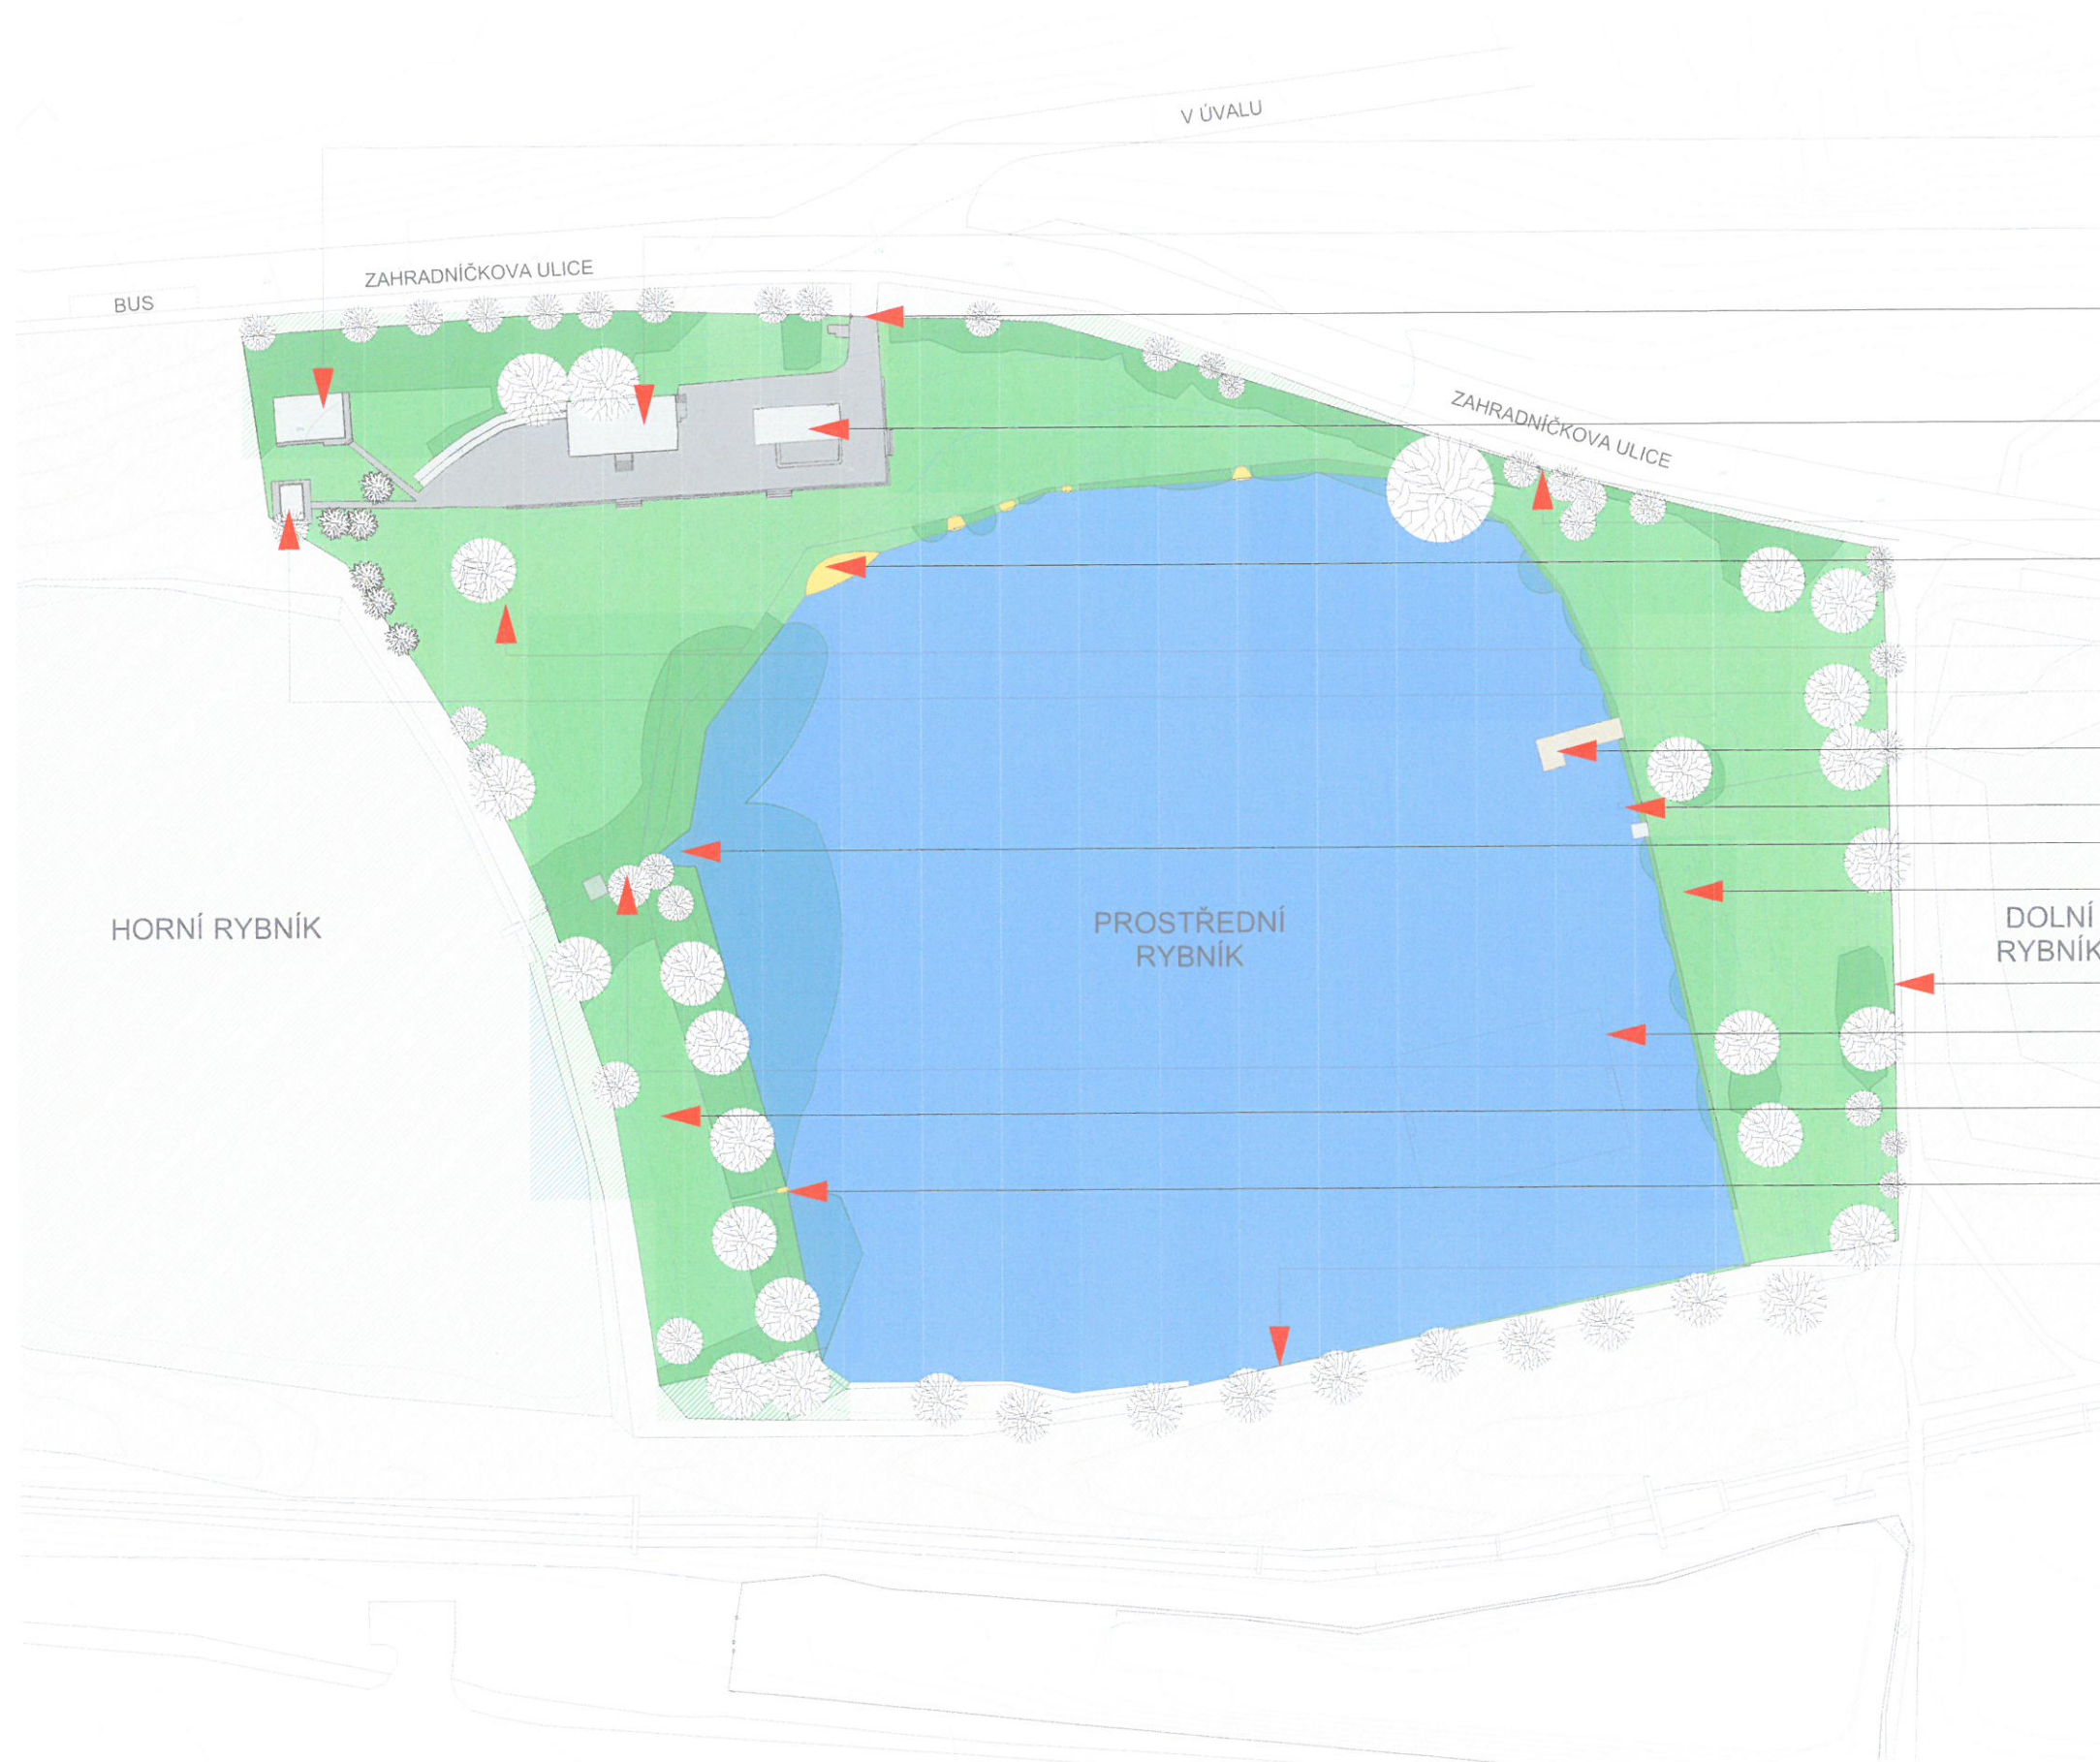 V ÚVALU
ZAHRADNÍČKOVA ULICE
BUS
ZAHRADNÍČKOVA ULICE
HORNÍ RYBNÍK
PROSTŘEDNÍ
RYBNÍK
DOLNÍ
RYBNÍK